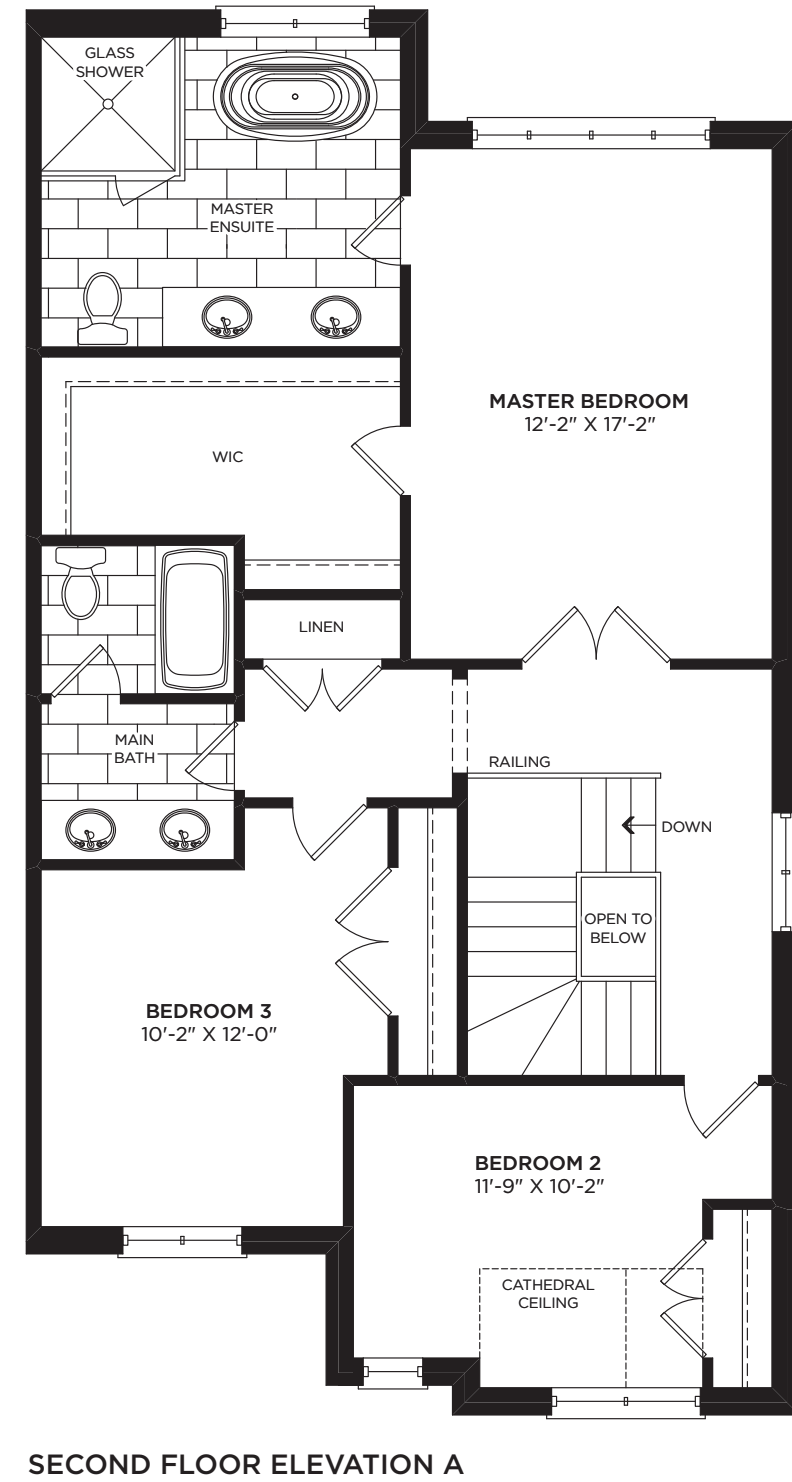 GLASS
SHOWER
MASTER
ENSUITE
MASTER BEDROOM
12'-2" X 17'-2"
WIC
LINEN
MAIN
BATH
RAILING
DOWN
OPEN TO
BELOW
BEDROOM 3
10'-2" X 12'-0"
BEDROOM 2
11'-9" X 10'-2"
CATHEDRAL
CEILING
SECOND FLOOR ELEVATION A